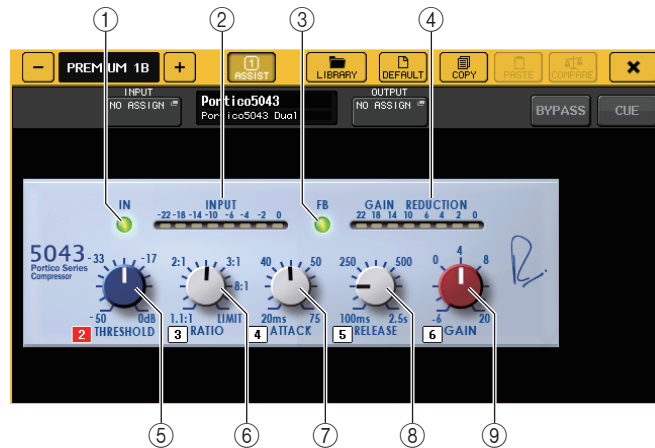 ① ② ③ ④
− PREMIUM 1B + 1 ASSIST LIBRARY DEFAULT COPY PASTE COMPARE ×
INPUT OUTPUT
NO ASSIGN Portico5043 NO ASSIGN
Portico5043 Dual
BYPASS CUE
IN INPUT FB GAIN REDUCTION
-22 -18 -14 -10 -6 -4 -2 0 22 18 14 10 6 4 2 0
5043
Portico Series
Compressor
-33 -17 2:1 3:1 40 50 250 500 0 4 8
8:1
-50 0dB 1.1:1 LIMIT 20ms 75 100ms 2.5s -6 20
2 THRESHOLD 3 RATIO 4 ATTACK 5 RELEASE 6 GAIN
⑤ ⑥ ⑦ ⑧ ⑨